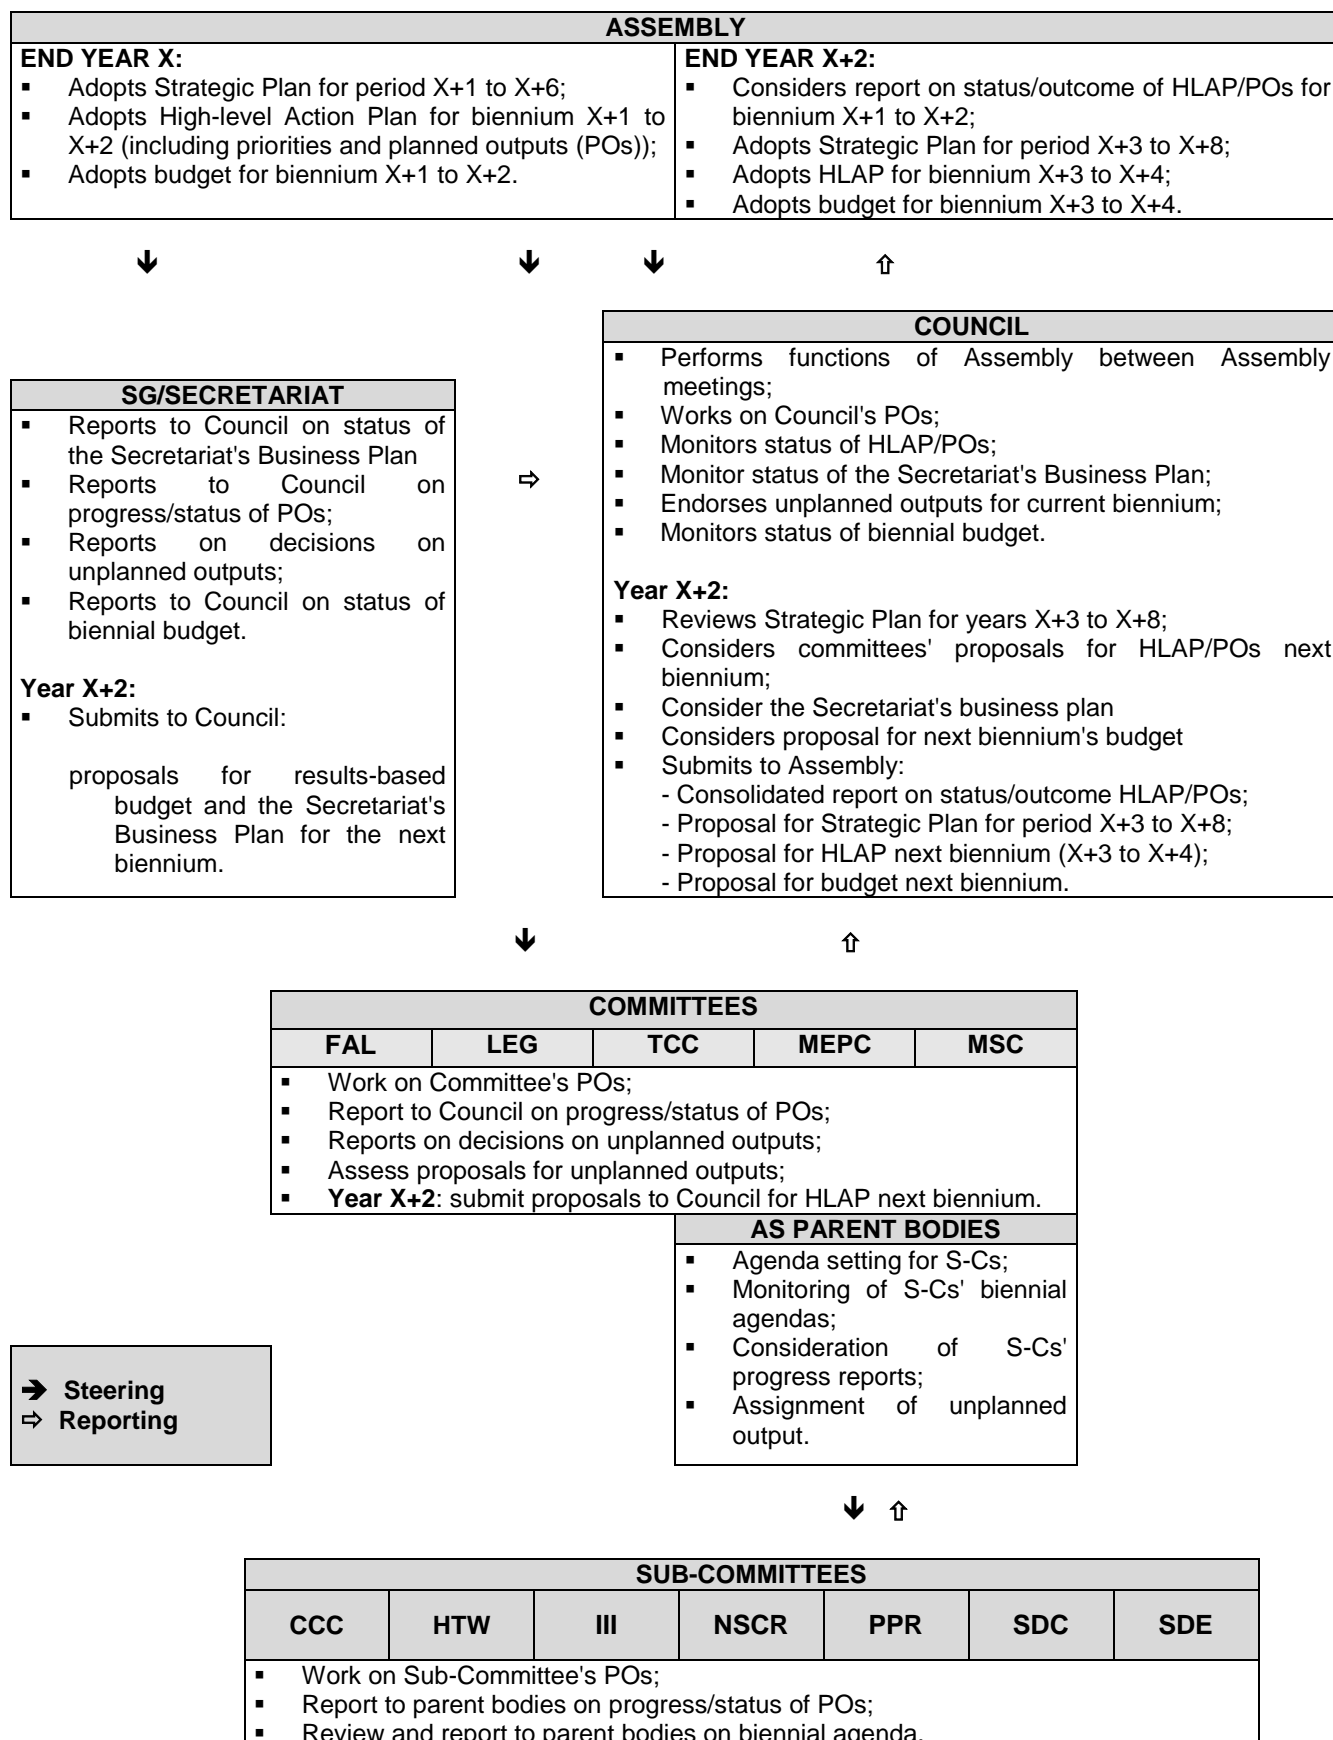 ASSEMBLY
END YEAR X:
▪ Adopts Strategic Plan for period X+1 to X+6;
▪ Adopts High-level Action Plan for biennium X+1 to
X+2 (including priorities and planned outputs (POs));
▪ Adopts budget for biennium X+1 to X+2.
END YEAR X+2:
▪ Considers report on status/outcome of HLAP/POs for
biennium X+1 to X+2;
▪ Adopts Strategic Plan for period X+3 to X+8;
▪ Adopts HLAP for biennium X+3 to X+4;
▪ Adopts budget for biennium X+3 to X+4.
SG/SECRETARIAT
▪ Reports to Council on status of
the Secretariat's Business Plan
▪ Reports to Council on
progress/status of POs;
▪ Reports on decisions on
unplanned outputs;
▪ Reports to Council on status of
biennial budget.
Year X+2:
▪ Submits to Council:
proposals for results-based
budget and the Secretariat's
Business Plan for the next
biennium.
COUNCIL
▪ Performs functions of Assembly between Assembly
meetings;
▪ Works on Council's POs;
▪ Monitors status of HLAP/POs;
▪ Monitor status of the Secretariat's Business Plan;
▪ Endorses unplanned outputs for current biennium;
▪ Monitors status of biennial budget.
Year X+2:
▪ Reviews Strategic Plan for years X+3 to X+8;
▪ Considers committees' proposals for HLAP/POs next
biennium;
▪ Consider the Secretariat's business plan
▪ Considers proposal for next biennium's budget
▪ Submits to Assembly:
- Consolidated report on status/outcome HLAP/POs;
- Proposal for Strategic Plan for period X+3 to X+8;
- Proposal for HLAP next biennium (X+3 to X+4);
- Proposal for budget next biennium.
COMMITTEES
FAL LEG TCC MEPC MSC
▪ Work on Committee's POs;
▪ Report to Council on progress/status of POs;
▪ Reports on decisions on unplanned outputs;
▪ Assess proposals for unplanned outputs;
▪ Year X+2: submit proposals to Council for HLAP next biennium.
AS PARENT BODIES
▪ Agenda setting for S-Cs;
▪ Monitoring of S-Cs' biennial
agendas;
▪ Consideration of S-Cs'
progress reports;
▪ Assignment of unplanned
output.
➔ Steering
⇨ Reporting
SUB-COMMITTEES
CCC HTW III NSCR PPR SDC SDE
▪ Work on Sub-Committee's POs;
▪ Report to parent bodies on progress/status of POs;
▪ Review and report to parent bodies on biennial agenda.